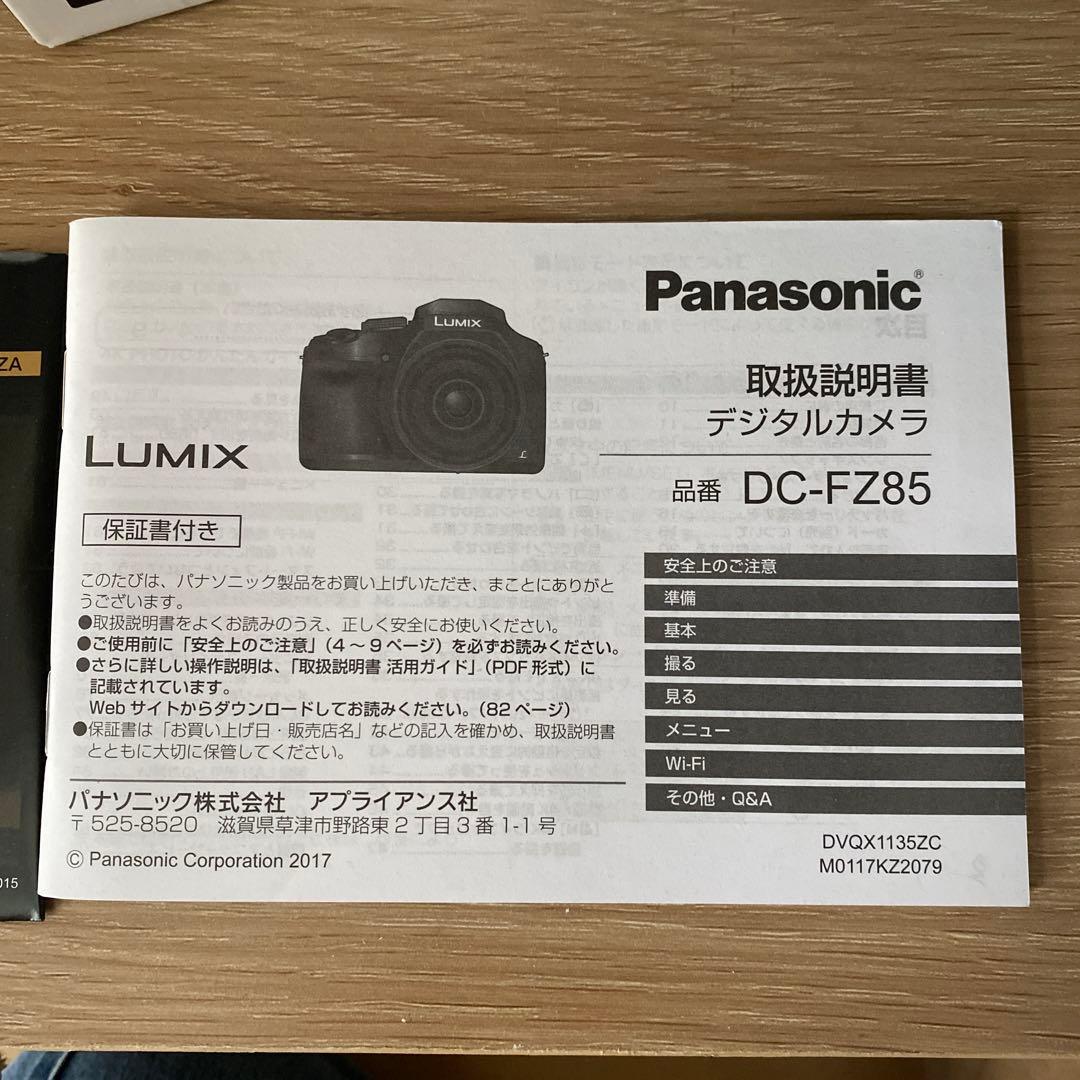 Panasonic®
取扱説明書
デジタルカメラ
品番 DC-FZ85
LUMIX
L
LUMIX
保証書付き
このたびは、パナソニック製品をお買い上げいただき、まことにありがと
うございます。
●取扱説明書をよくお読みのうえ、正しく安全にお使いください。
●ご使用前に「安全上のご注意」(4～9ページ)を必ずお読みください。
●さらに詳しい操作説明は、「取扱説明書 活用ガイド」(PDF形式)に
記載されています。
Webサイトからダウンロードしてお読みください。(82ページ)
●保証書は「お買い上げ日・販売店名」などの記入を確かめ、取扱説明書
とともに大切に保管してください。
パナソニック株式会社 アプライアンス社
〒525-8520 滋賀県草津市野路東2丁目3番1-1号
© Panasonic Corporation 2017
安全上のご注意
準備
基本
撮る
見る
メニュー
Wi-Fi
その他・Q&A
DVQX1135ZC
M0117KZ2079
ZA
015